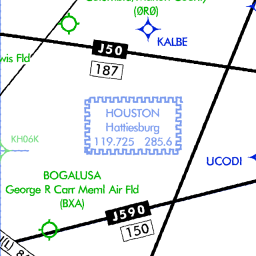 (0R0)
KALBE
wis Fld
J50
187
HOUSTON
Hattiesburg
119.725 285.6
KH06K
UCODI
BOGALUSA
George R Carr Meml Air Fld
(BXA)
J590
150